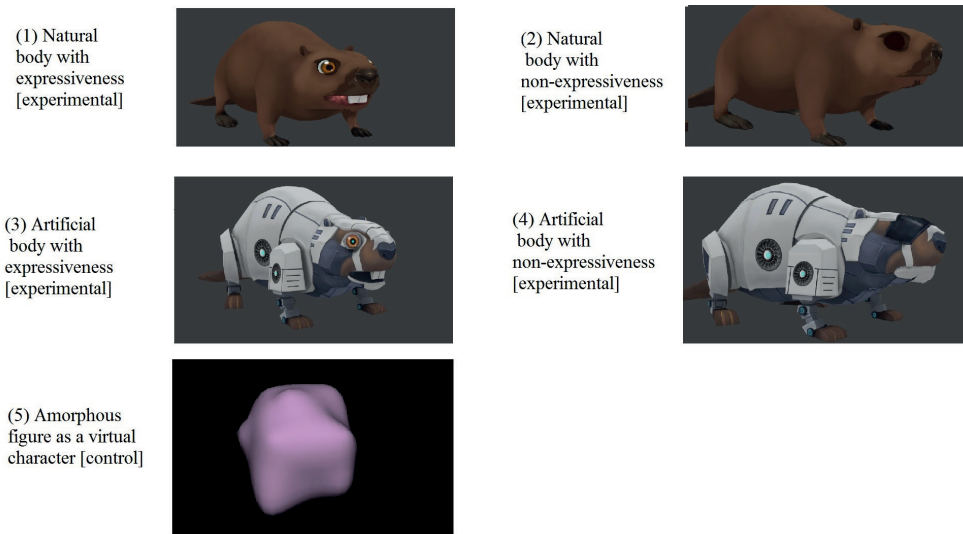 (1) Natural
body with
expressiveness
[experimental]
(2) Natural
body with
non-expressiveness
[experimental]
(3) Artificial
body with
expressiveness
[experimental]
(4) Artificial
body with
non-expressiveness
[experimental]
(5) Amorphous
figure as a virtual
character [control]